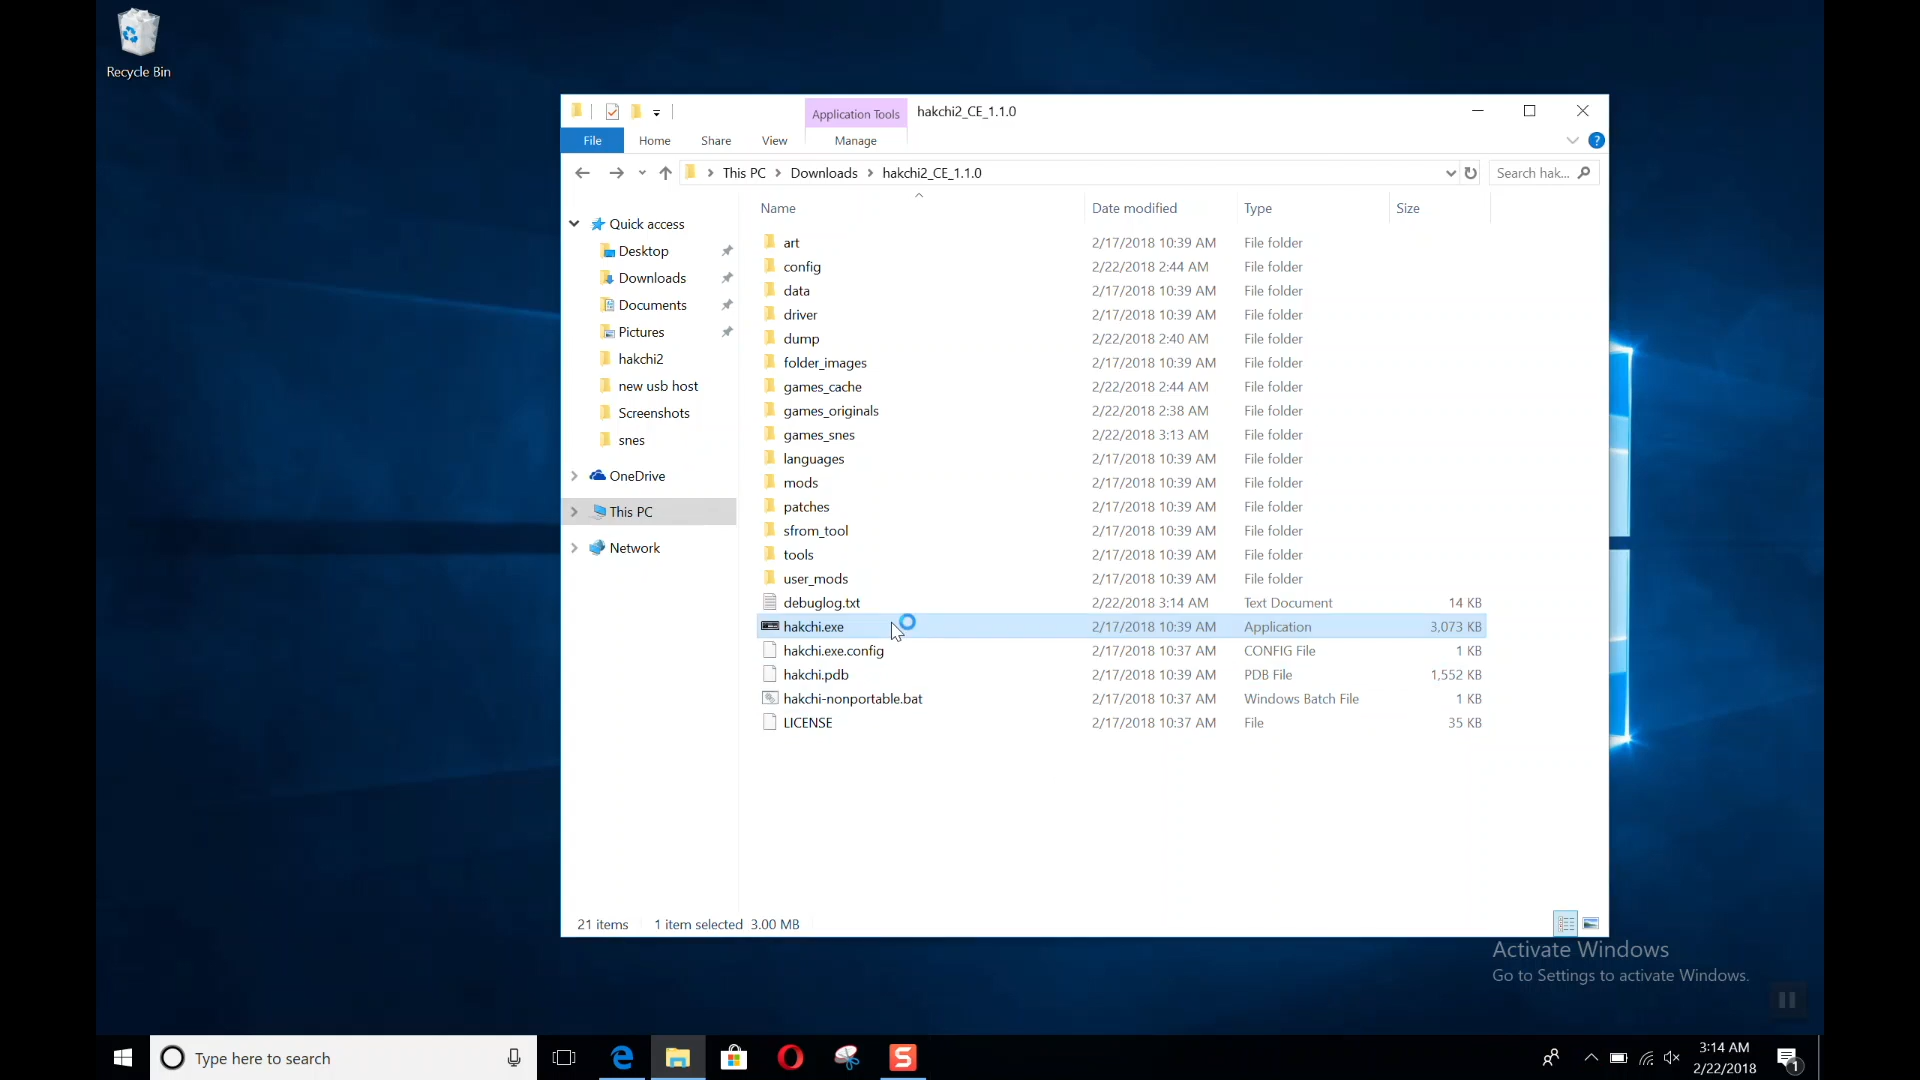 Recycle Bin
Application Tools
hakchi2_CE_1.1.0
File
Home
Share
View
Manage
This PC
Downloads
hakchi2_CE_1.1.0
Search hak...
Name
Date modified
Type
Size
Quick access
Desktop
Downloads
Documents
Pictures
hakchi2
new usb host
Screenshots
snes
OneDrive
This PC
Network
art 2/17/2018 10:39 AM File folder
config 2/22/2018 2:44 AM File folder
data 2/17/2018 10:39 AM File folder
driver 2/17/2018 10:39 AM File folder
dump 2/22/2018 2:40 AM File folder
folder_images 2/17/2018 10:39 AM File folder
games_cache 2/22/2018 2:44 AM File folder
games_originals 2/22/2018 2:38 AM File folder
games_snes 2/22/2018 3:13 AM File folder
languages 2/17/2018 10:39 AM File folder
mods 2/17/2018 10:39 AM File folder
patches 2/17/2018 10:39 AM File folder
sfrom_tool 2/17/2018 10:39 AM File folder
tools 2/17/2018 10:39 AM File folder
user_mods 2/17/2018 10:39 AM File folder
debuglog.txt 2/22/2018 3:14 AM Text Document 14 KB
hakchi.exe 2/17/2018 10:39 AM Application 3,073 KB
hakchi.exe.config 2/17/2018 10:37 AM CONFIG File 1 KB
hakchi.pdb 2/17/2018 10:39 AM PDB File 1,552 KB
hakchi-nonportable.bat 2/17/2018 10:37 AM Windows Batch File 1 KB
LICENSE 2/17/2018 10:37 AM File 35 KB
21 items 1 item selected 3.00 MB
Activate Windows
Go to Settings to activate Windows.
Type here to search
3:14 AM
2/22/2018
1